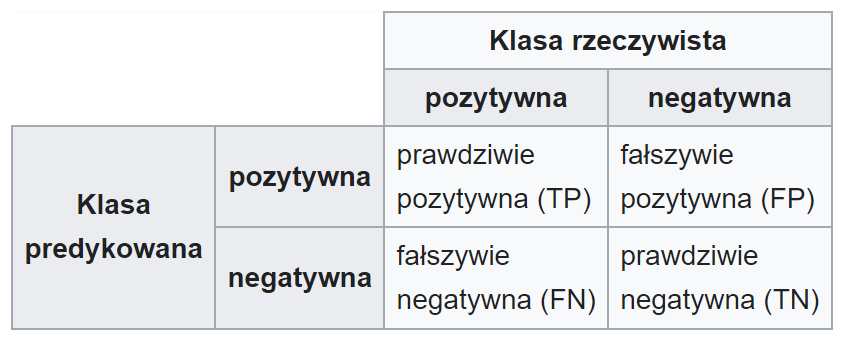 Klasa rzeczywista
pozytywna negatywna
Klasa
predykowana
pozytywna
prawdziwie
pozytywna (TP)
fałszywie
pozytywna (FP)
negatywna
fałszywie
negatywna (FN)
prawdziwie
negatywna (TN)